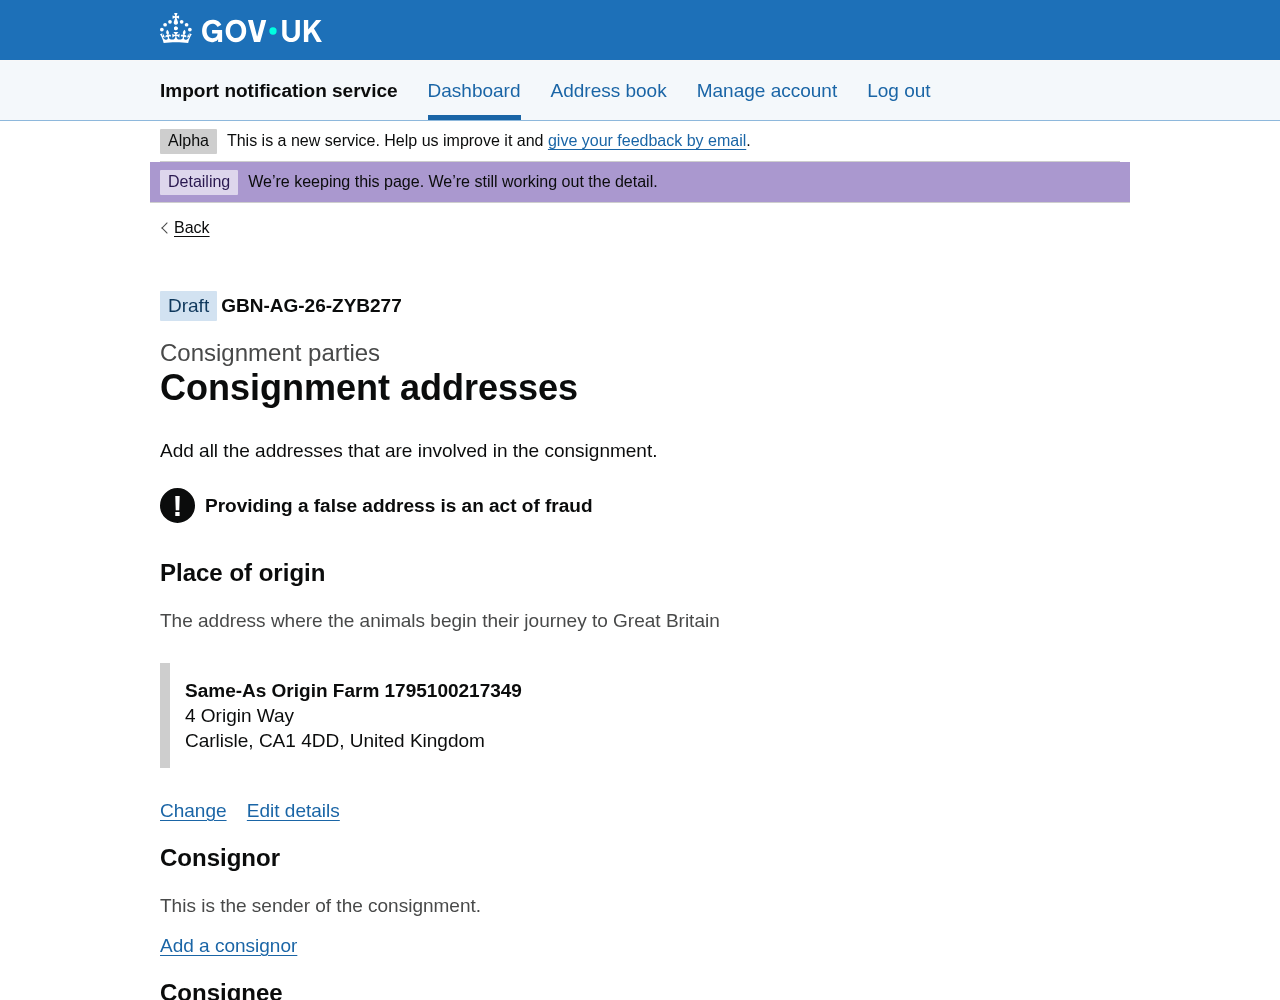 GOV·UK
Import notification service Dashboard Address book Manage account Log out
Alpha This is a new service. Help us improve it and give your feedback by email.
Detailing We’re keeping this page. We’re still working out the detail.
Back
Draft GBN-AG-26-ZYB277
Consignment parties
Consignment addresses
Add all the addresses that are involved in the consignment.
! Providing a false address is an act of fraud
Place of origin
The address where the animals begin their journey to Great Britain
Same-As Origin Farm 1795100217349
4 Origin Way
Carlisle, CA1 4DD, United Kingdom
Change Edit details
Consignor
This is the sender of the consignment.
Add a consignor
Consignee